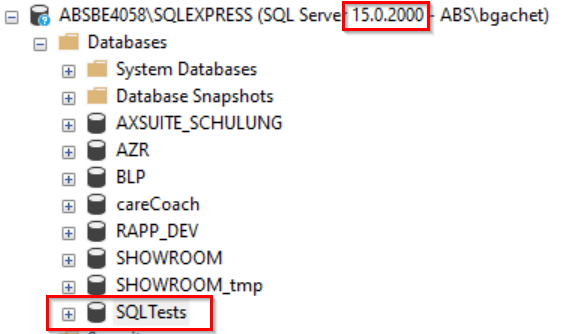 ABSBE4058\SQLEXPRESS (SQL Server 15.0.2000 - ABS\bgachet)
Databases
System Databases
Database Snapshots
AXSUITE_SCHULUNG
AZR
BLP
careCoach
RAPP_DEV
SHOWROOM
SHOWROOM_tmp
SQLTests